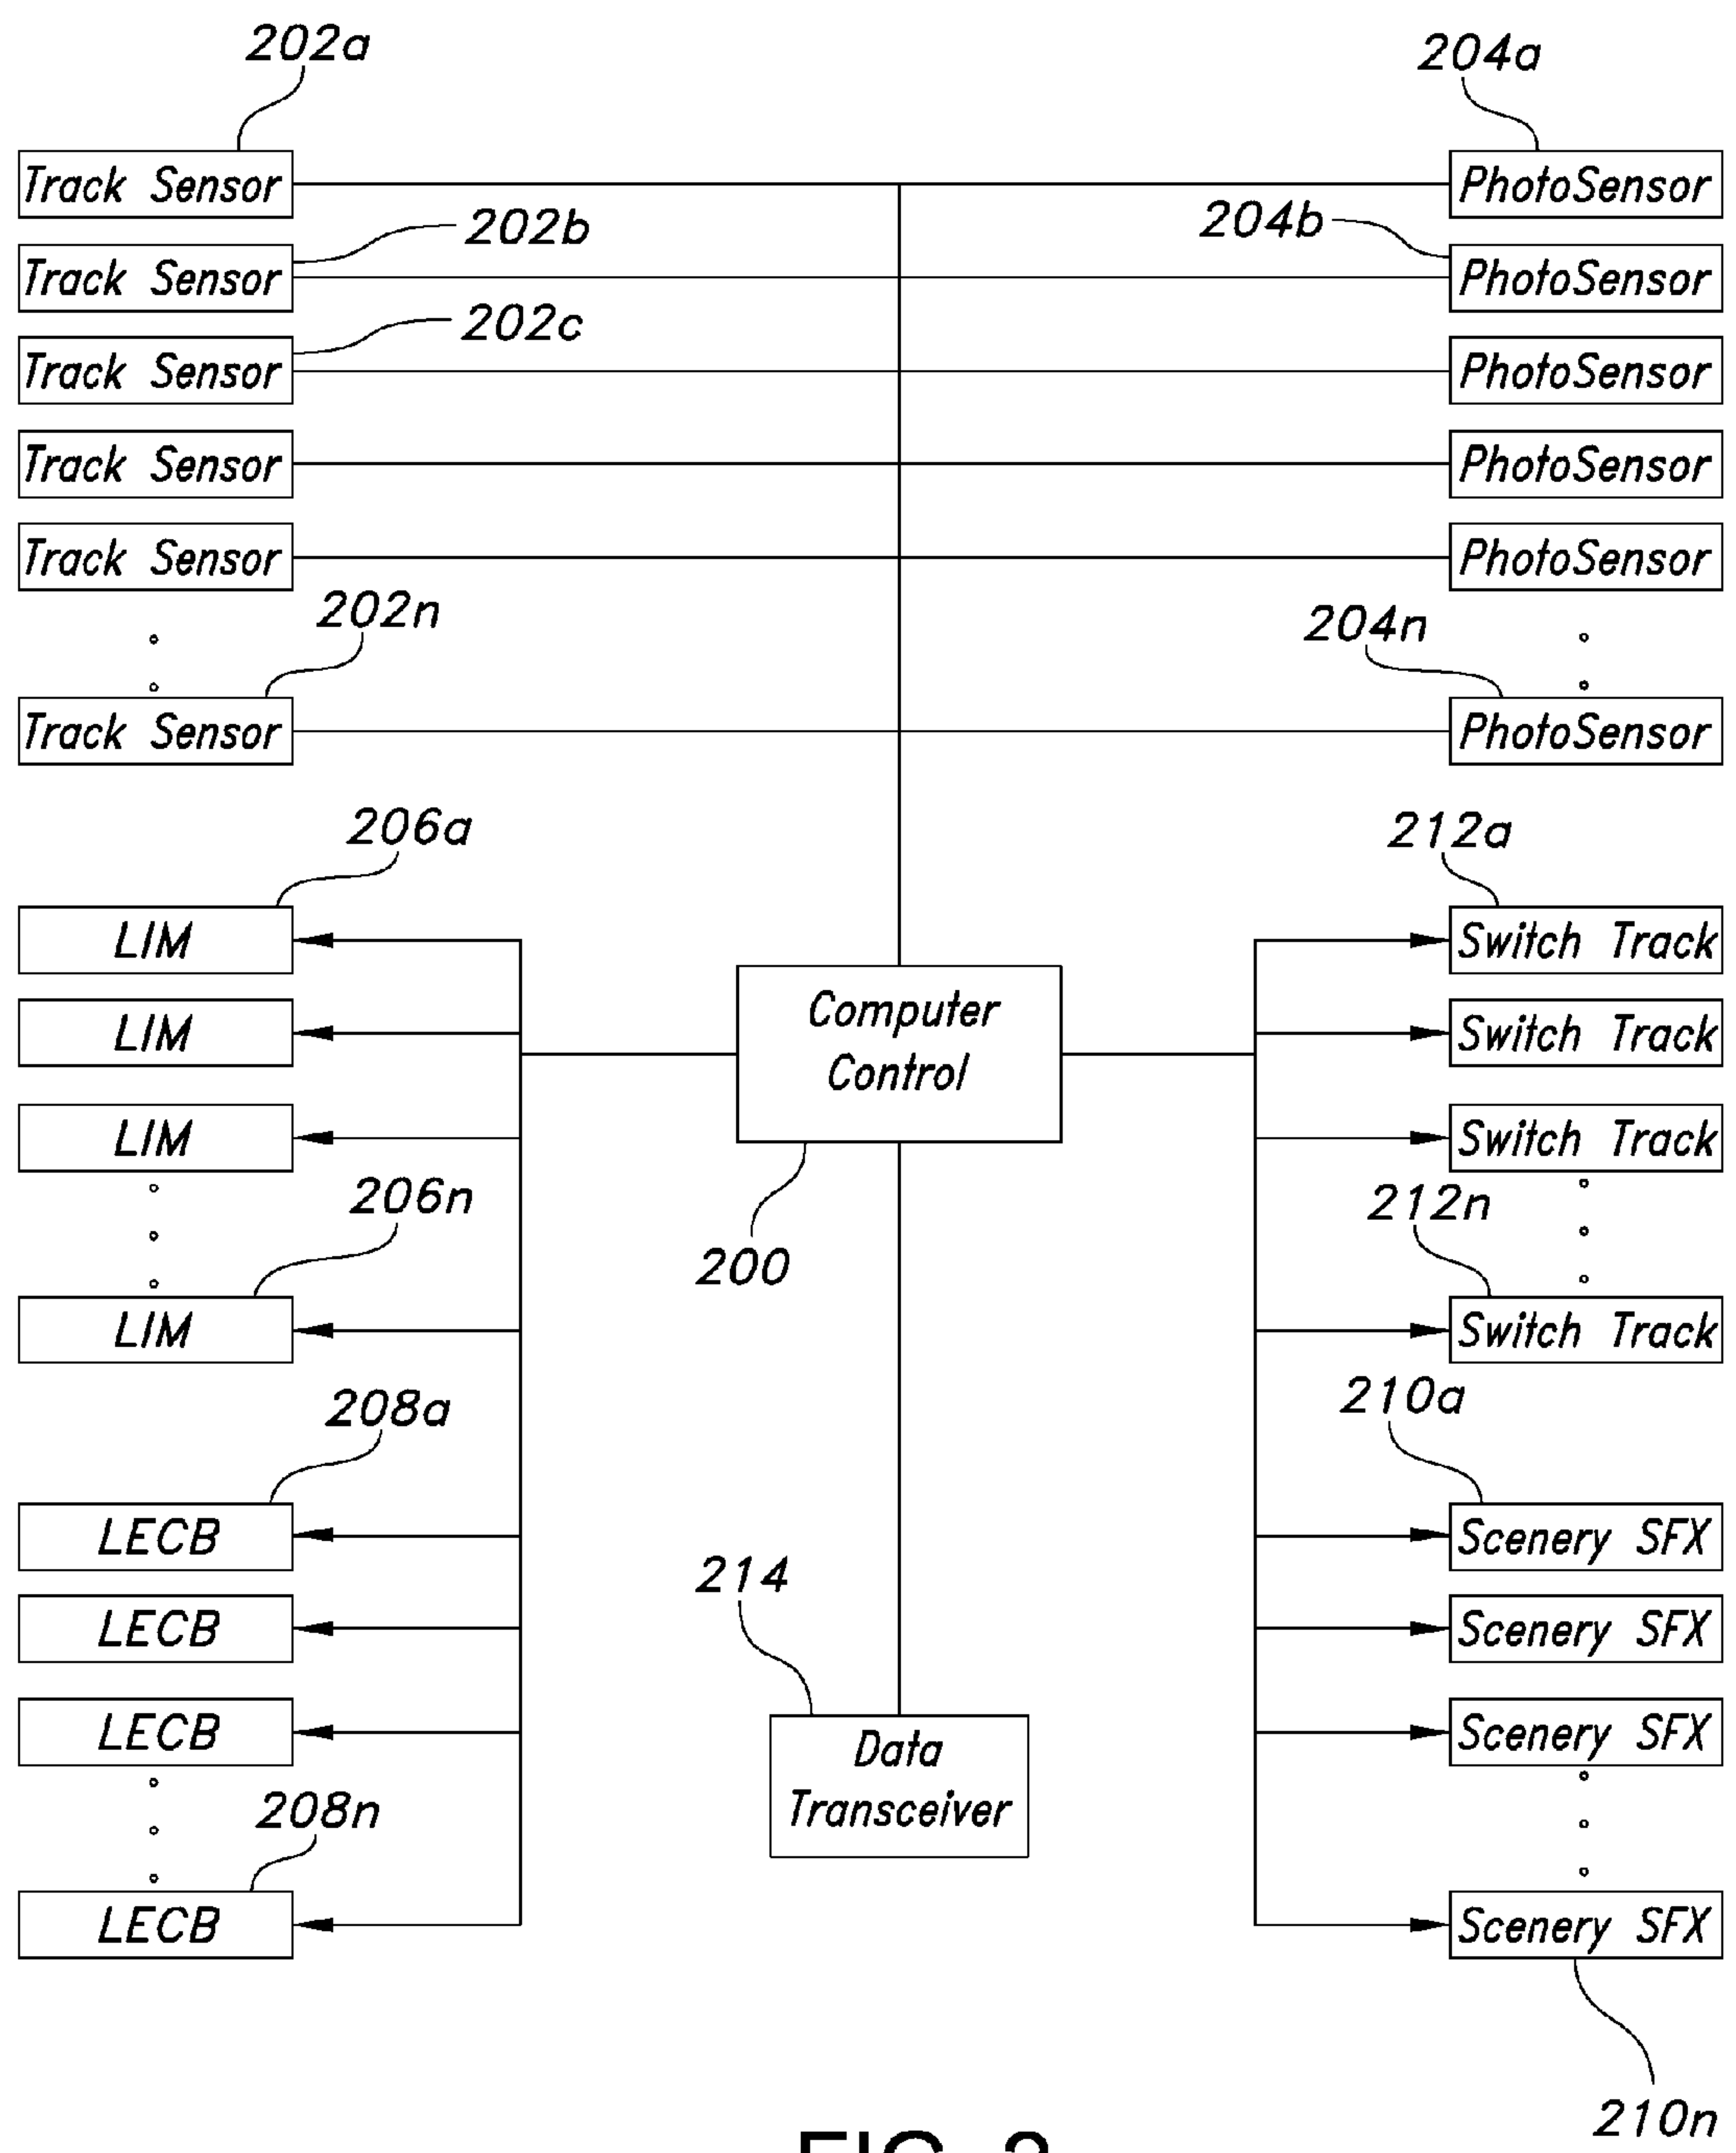 202a
204a
Track Sensor
PhotoSensor
202b
204b
Track Sensor
PhotoSensor
202c
Track Sensor
PhotoSensor
Track Sensor
PhotoSensor
Track Sensor
PhotoSensor
202n
204n
Track Sensor
PhotoSensor
206a
212a
LIM
Switch Track
Computer
Control
LIM
Switch Track
LIM
Switch Track
206n
212n
200
LIM
Switch Track
208a
210a
LECB
Scenery SFX
214
LECB
Scenery SFX
LECB
Scenery SFX
Data
Transceiver
208n
LECB
Scenery SFX
210n